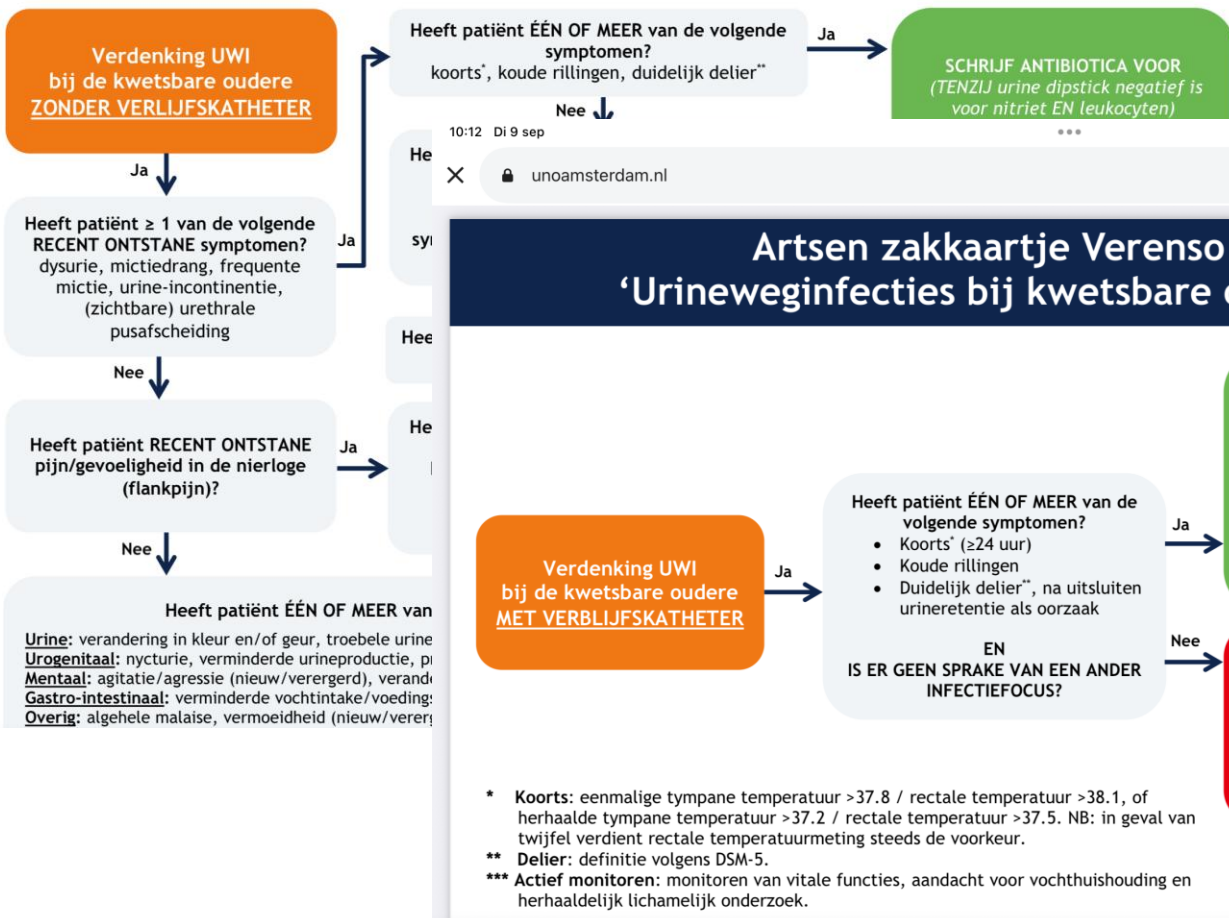 Verdenking UWI
bij de kwetsbare oudere
ZONDER VERLIJFSKATHETER
Ja
Heeft patiënt ≥ 1 van de volgende
RECENT ONTSTANE symptomen?
dysurie, mictiedrang, frequente
mictie, urine-incontinentie,
(zichtbare) urethrale
pusafscheiding
Ja
Nee
Heeft patiënt RECENT ONTSTANE
pijn/gevoeligheid in de nierloge
(flankpijn)?
Ja
Nee
Heeft patiënt ÉÉN OF MEER van
Urine: verandering in kleur en/of geur, troebele urine
Urogenitaal: nycturie, verminderde urineproductie,
Mentaal: agitatie/agressie (nieuw/verergerd),
Gastro-intestinaal: verminderde vochtintake/
Overig: algehele malaise, vermoeidheid
Heeft patiënt ÉÉN OF MEER van de volgende
symptomen?
koorts*, koude rillingen, duidelijk delier**
Ja
Nee
SCHRIJF ANTIBIOTICA VOOR
(TENZIJ urine dipstick negatief is
voor nitriet EN leukocyten)
10:12 Di 9 sep
unoamsterdam.nl
Artsen zakkaartje Verenso
‘Urineweginfecties bij kwetsbare
Verdenking UWI
bij de kwetsbare oudere
MET VERBLIJFSKATHETER
Ja
Heeft patiënt ÉÉN OF MEER van de
volgende symptomen?
• Koorts* (≥24 uur)
• Koude rillingen
• Duidelijk delier**, na uitsluiten
urineretentie als oorzaak
EN
IS ER GEEN SPRAKE VAN EEN ANDER
INFECTIEFOCUS?
Ja
Nee
* Koorts: eenmalige tympane temperatuur >37.8 / rectale temperatuur >38.1, of
herhaalde tympane temperatuur >37.2 / rectale temperatuur >37.5. NB: in geval van
twijfel verdient rectale temperatuurmeting steeds de voorkeur.
** Delier: definitie volgens DSM-5.
*** Actief monitoren: monitoren van vitale functies, aandacht voor vochthuishouding en
herhaaldelijk lichamelijk onderzoek.